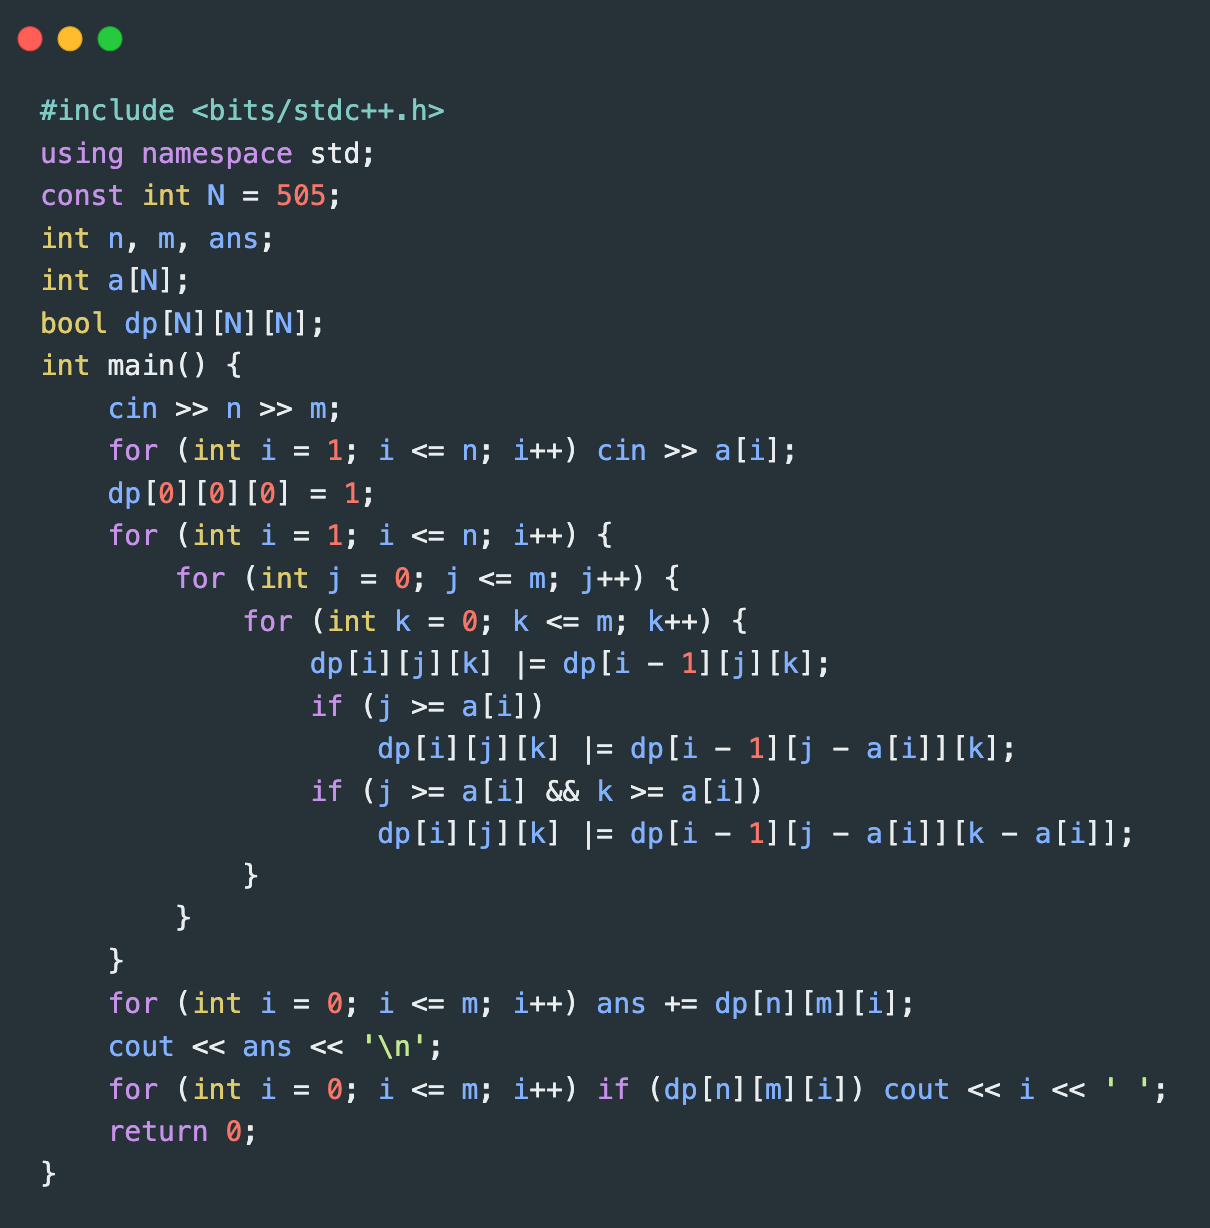 #include <bits/stdc++.h>
using namespace std;
const int N = 505;
int n, m, ans;
int a[N];
bool dp[N][N][N];
int main() {
    cin >> n >> m;
    for (int i = 1; i <= n; i++) cin >> a[i];
    dp[0][0][0] = 1;
    for (int i = 1; i <= n; i++) {
        for (int j = 0; j <= m; j++) {
            for (int k = 0; k <= m; k++) {
                dp[i][j][k] |= dp[i - 1][j][k];
                if (j >= a[i])
                    dp[i][j][k] |= dp[i - 1][j - a[i]][k];
                if (j >= a[i] && k >= a[i])
                    dp[i][j][k] |= dp[i - 1][j - a[i]][k - a[i]];
            }
        }
    }
    for (int i = 0; i <= m; i++) ans += dp[n][m][i];
    cout << ans << '\n';
    for (int i = 0; i <= m; i++) if (dp[n][m][i]) cout << i << ' ';
    return 0;
}